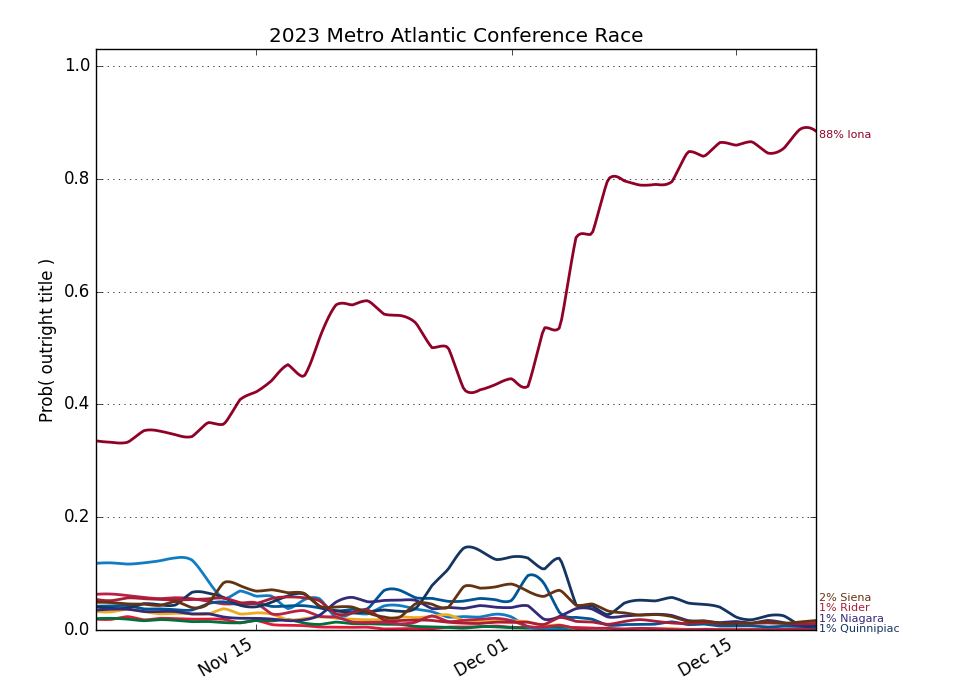 2023 Metro Atlantic Conference Race
Prob( outright title )
1.0
0.8
0.6
0.4
0.2
0.0
Nov 15
Dec 01
Dec 15
88% Iona
2% Siena
1% Rider
1% Niagara
1% Quinnipiac